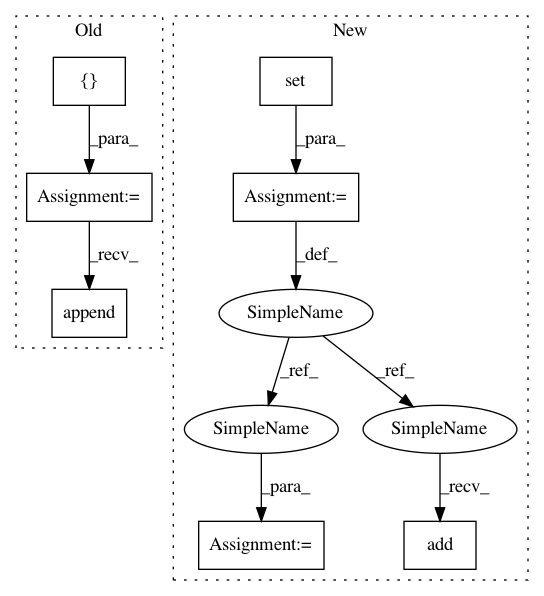 Old
New
{}
set
_para_
_para_
Assignment:=
Assignment:=
_recv_
_def_
append
SimpleName
_ref_
_ref_
SimpleName
SimpleName
_para_
_recv_
Assignment:=
add